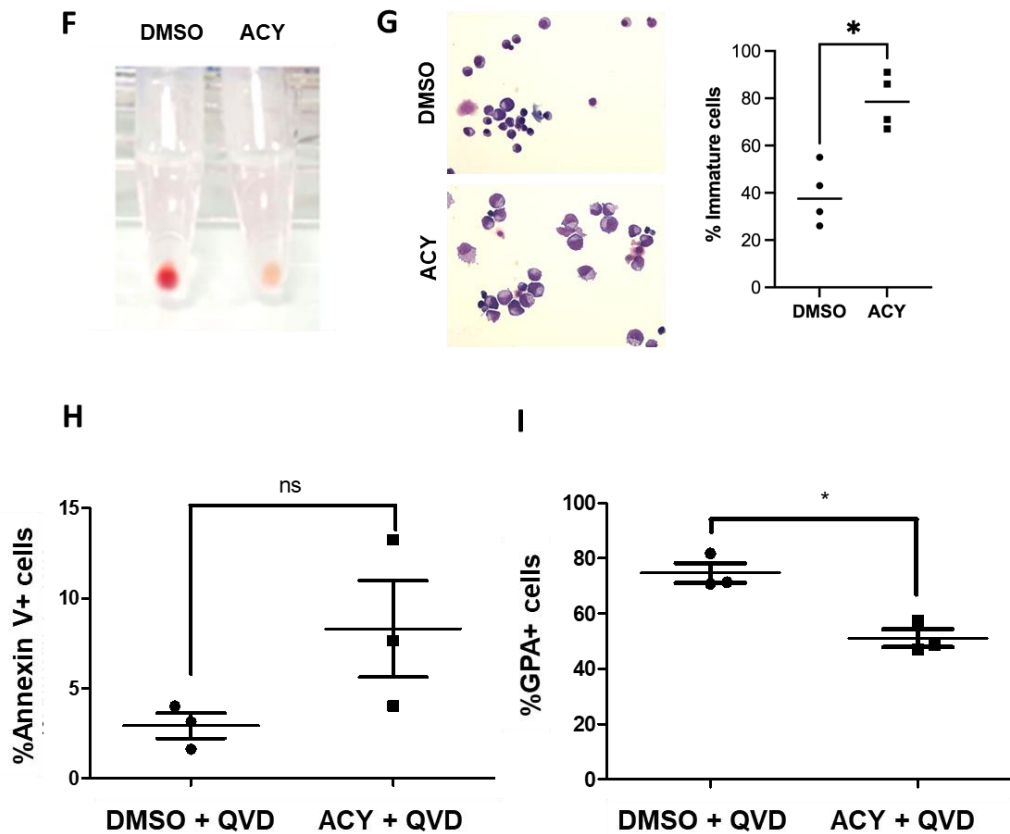 F
DMSO ACY
G
DMSO
ACY
% Immature cells
100
80
60
40
20
0
*
DMSO ACY
H
%Annexin V+ cells
15
10
5
0
ns
DMSO + QVD ACY + QVD
I
%GPA+ cells
100
80
60
40
20
0
*
DMSO + QVD ACY + QVD